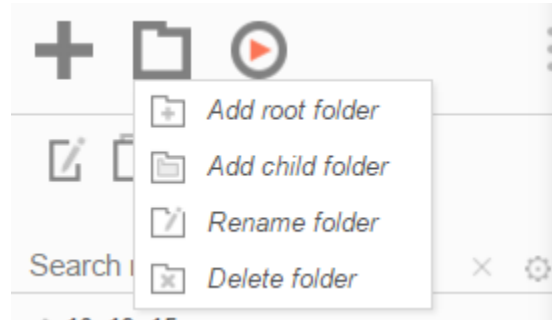 Add root folder
Add child folder
Rename folder
Search
Delete folder